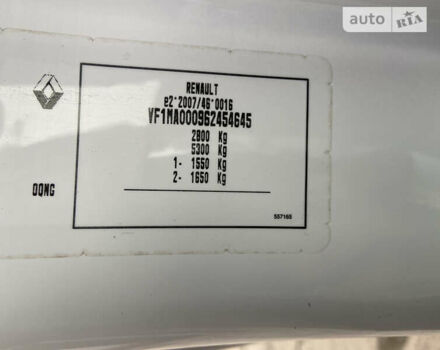 auto RIA
RENAULT
e2*2007/46*0016
VF1MA000962454645
2800 Kg
5300 Kg
1- 1550 Kg
2- 1650 Kg
OQNG
557165